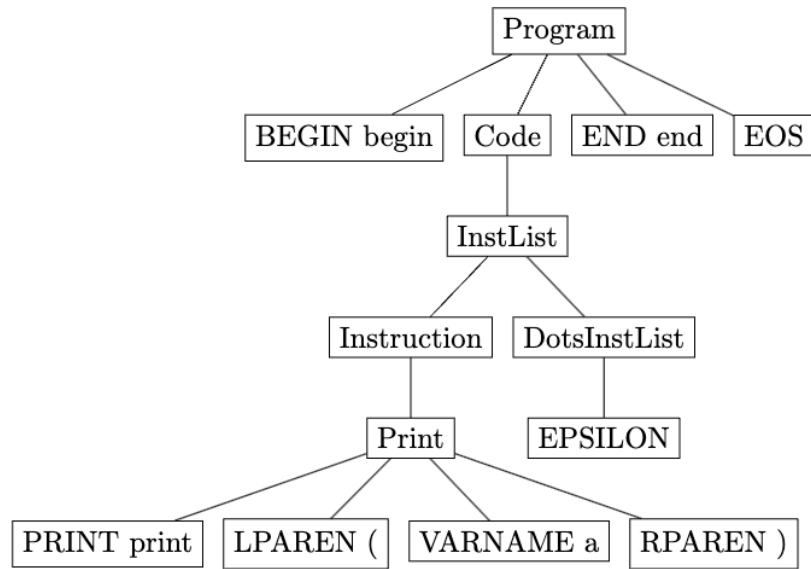 Program
BEGIN begin
Code
END end
EOS
InstList
Instruction
DotsInstList
Print
EPSILON
PRINT print
LPAREN (
VARNAME a
RPAREN )